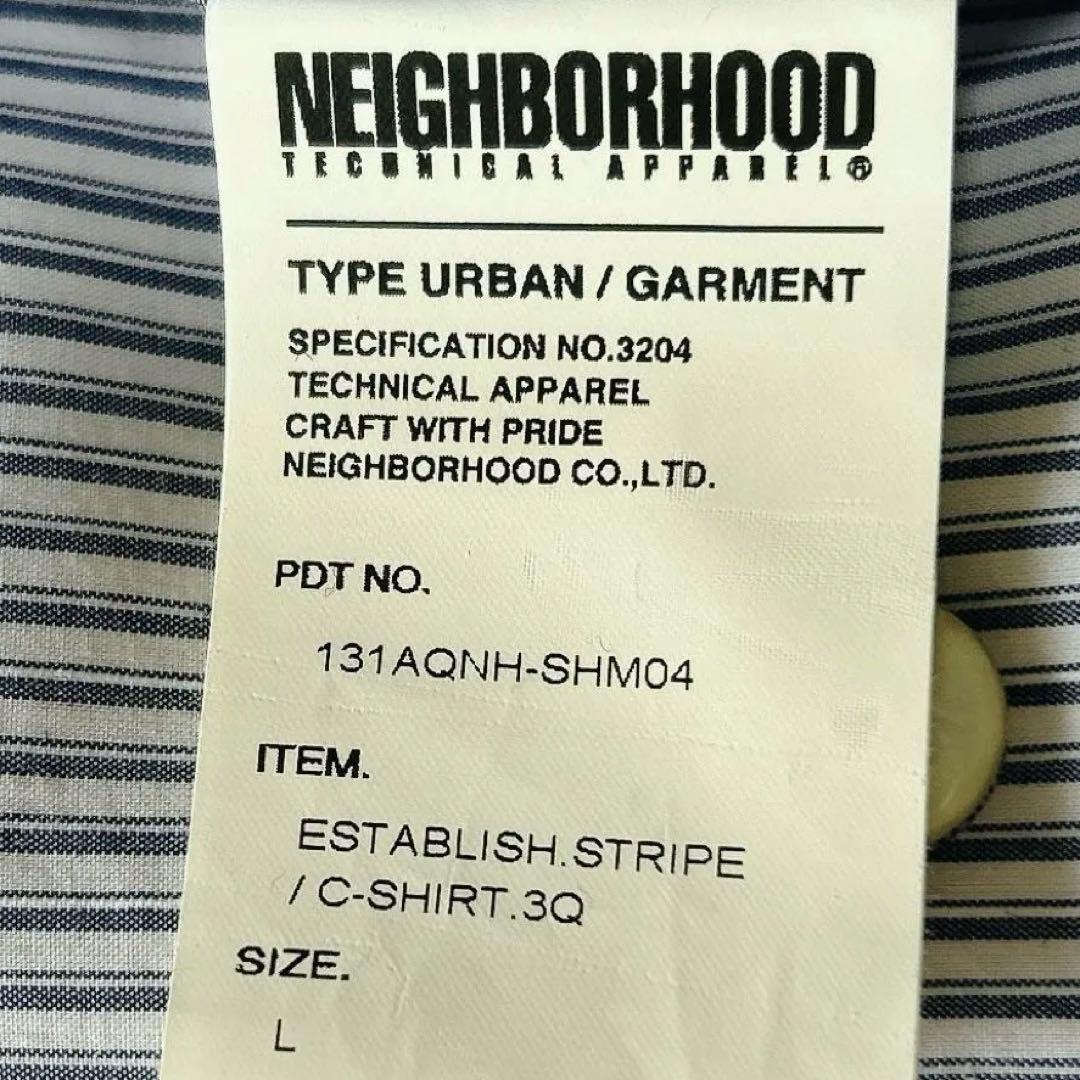 NEIGHBORHOOD
TECHNICAL APPAREL®
TYPE URBAN / GARMENT
SPECIFICATION NO.3204
TECHNICAL APPAREL
CRAFT WITH PRIDE
NEIGHBORHOOD CO.,LTD.
PDT NO.
131AQNH-SHM04
ITEM.
ESTABLISH.STRIPE
/ C-SHIRT.3Q
SIZE.
L